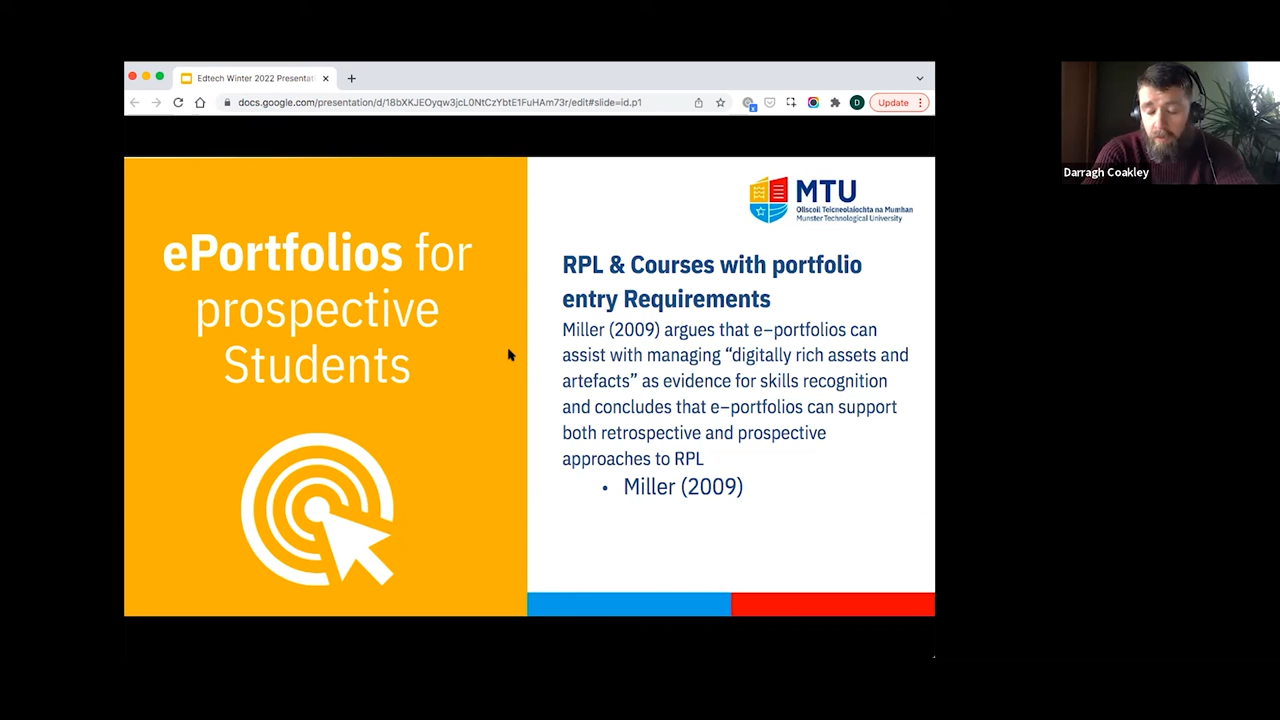 Edtech Winter 2022 Presentati
docs.google.com/presentation/d/18bXKJEOyqw3jcL0NtCzYbtE1FuHAm73r/edit#slide=id.p1
D
Update
ePortfolios for
prospective
Students
MTU
Ollscoil Teicneolaíochta na Mumhan
Munster Technological University
RPL & Courses with portfolio
entry Requirements
Miller (2009) argues that e–portfolios can
assist with managing “digitally rich assets and
artefacts” as evidence for skills recognition
and concludes that e–portfolios can support
both retrospective and prospective
approaches to RPL
• Miller (2009)
Darragh Coakley